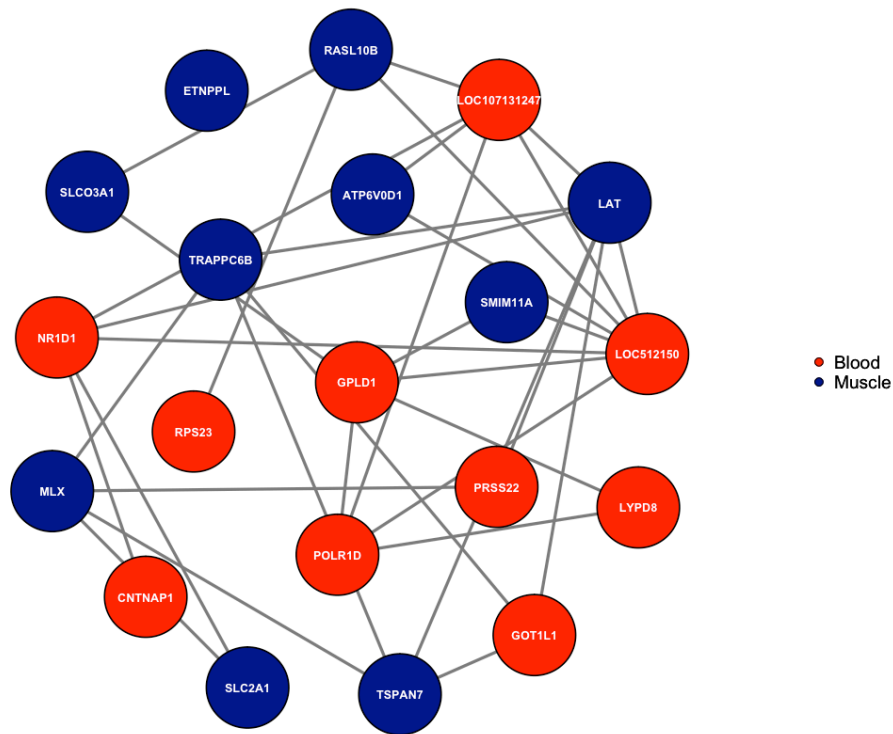 RASL10B
ETNPPL
LOC107131247
SLCO3A1
ATP6V0D1
LAT
TRAPPC6B
SMIM11A
NR1D1
LOC512150
GPLD1
Blood
Muscle
RPS23
MLX
PRSS22
LYPD8
POLR1D
CNTNAP1
GOT1L1
SLC2A1
TSPAN7